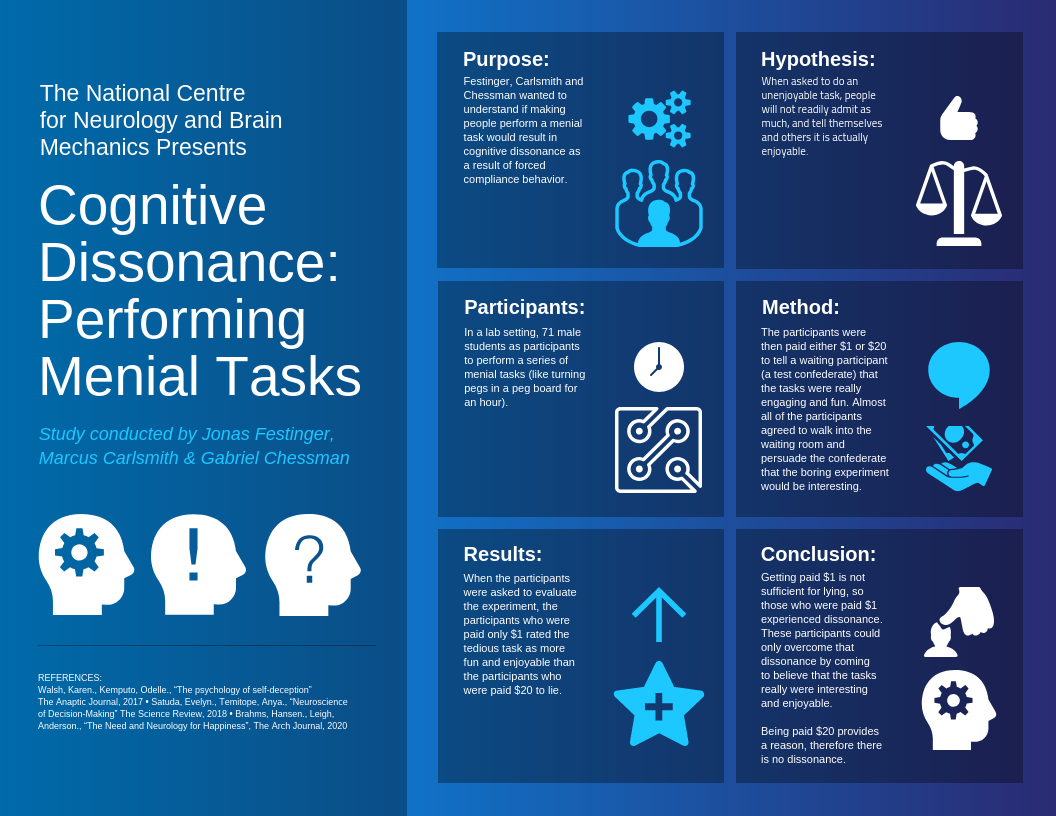 The National Centre
for Neurology and Brain
Mechanics Presents
Cognitive
Dissonance:
Performing
Menial Tasks
Study conducted by Jonas Festinger,
Marcus Carlsmith & Gabriel Chessman
!
?
REFERENCES:
Walsh, Karen., Kemputo, Odelle., “The psychology of self-deception”
The Anaptic Journal, 2017 • Satuda, Evelyn., Temitope, Anya., “Neuroscience
of Decision-Making” The Science Review, 2018 • Brahms, Hansen., Leigh,
Anderson., “The Need and Neurology for Happiness”, The Arch Journal, 2020
Purpose:
Festinger, Carlsmith and
Chessman wanted to
understand if making
people perform a menial
task would result in
cognitive dissonance as
a result of forced
compliance behavior.
Hypothesis:
When asked to do an
unenjoyable task, people
will not readily admit as
much, and tell themselves
and others it is actually
enjoyable.
Participants:
In a lab setting, 71 male
students as participants
to perform a series of
menial tasks (like turning
pegs in a peg board for
an hour).
Method:
The participants were
then paid either $1 or $20
to tell a waiting participant
(a test confederate) that
the tasks were really
engaging and fun. Almost
all of the participants
agreed to walk into the
waiting room and
persuade the confederate
that the boring experiment
would be interesting.
Results:
When the participants
were asked to evaluate
the experiment, the
participants who were
paid only $1 rated the
tedious task as more
fun and enjoyable than
the participants who
were paid $20 to lie.
Conclusion:
Getting paid $1 is not
sufficient for lying, so
those who were paid $1
experienced dissonance.
These participants could
only overcome that
dissonance by coming
to believe that the tasks
really were interesting
and enjoyable.
Being paid $20 provides
a reason, therefore there
is no dissonance.